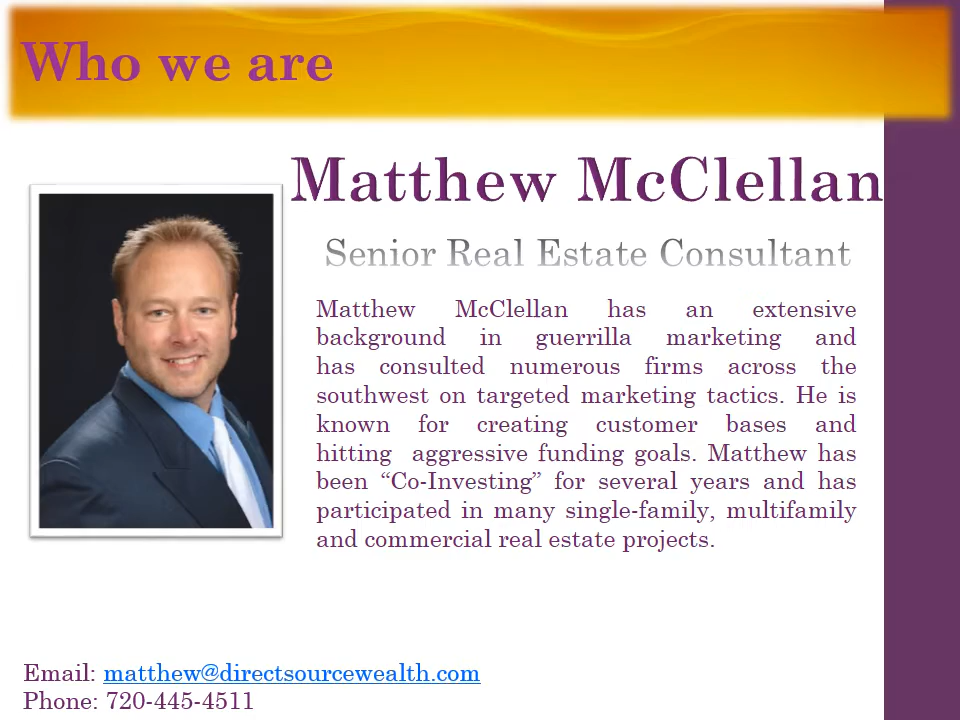 Who we are
Matthew McClellan
Senior Real Estate Consultant
Matthew McClellan has an extensive
background in guerrilla marketing and
has consulted numerous firms across the
southwest on targeted marketing tactics. He is
known for creating customer bases and
hitting aggressive funding goals. Matthew has
been “Co-Investing” for several years and has
participated in many single-family, multifamily
and commercial real estate projects.
Email: matthew@directsourcewealth.com
Phone: 720-445-4511